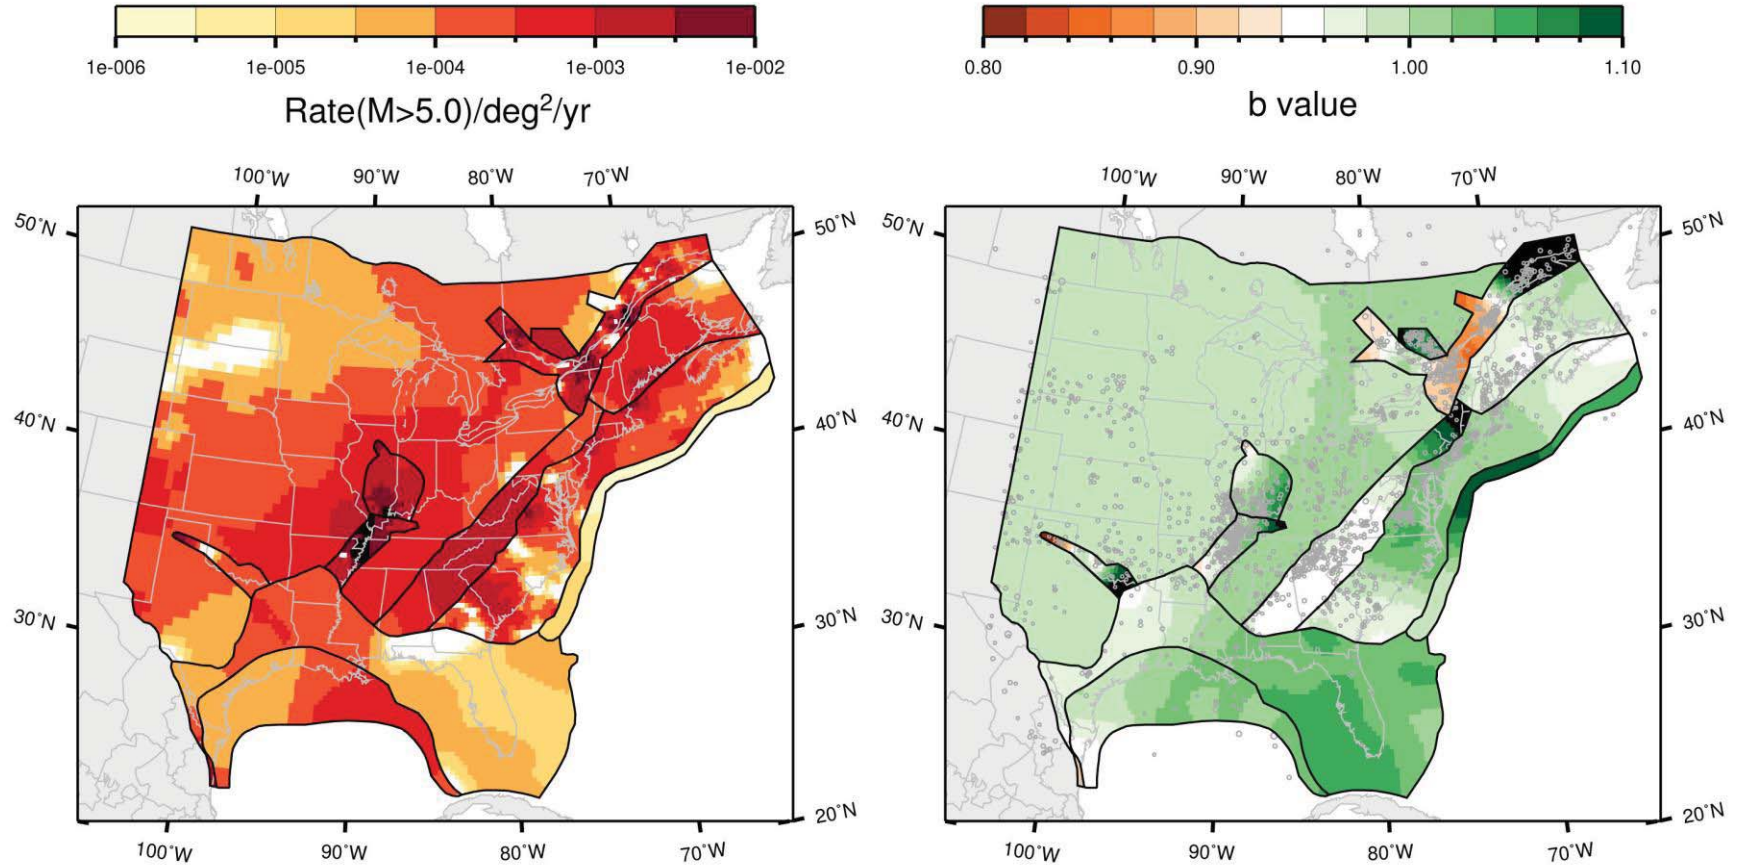 1e-006 1e-005 1e-004 1e-003 1e-002
Rate(M>5.0)/deg²/yr
0.80 0.90 1.00 1.10
b value
100°W 90°W 80°W 70°W
100°W 90°W 80°W 70°W
50°N 50°N 50°N 50°N
40°N 40°N 40°N 40°N
30°N 30°N 30°N 30°N
20°N 20°N
100°W 90°W 80°W 70°W
100°W 90°W 80°W 70°W